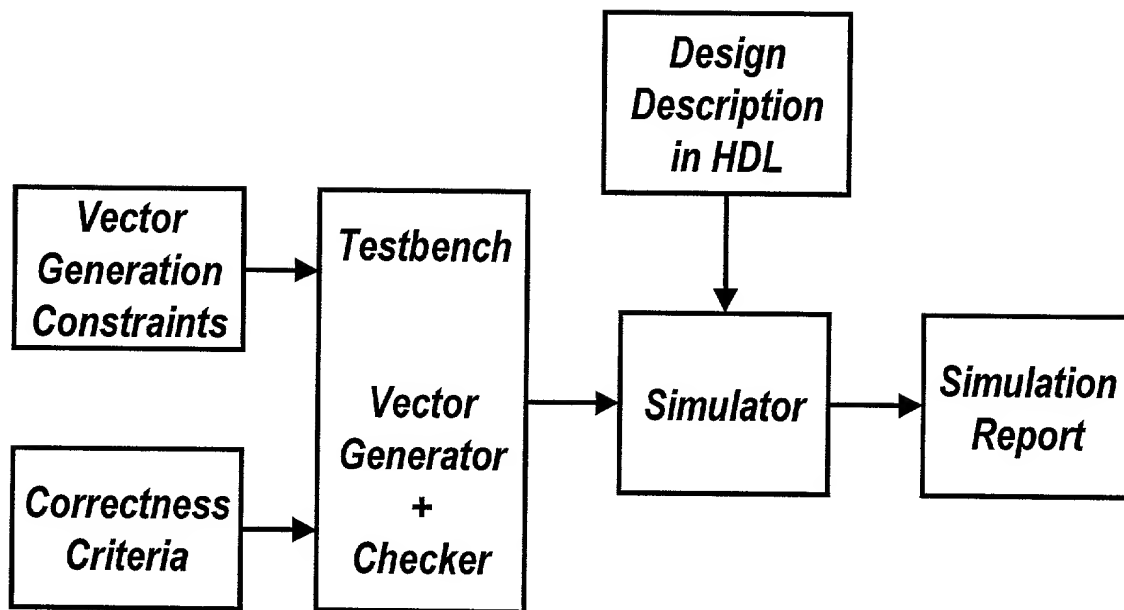 Design
Description
in HDL
Vector
Generation
Constraints
Testbench
Vector
Generator
+
Checker
Correctness
Criteria
Simulator
Simulation
Report